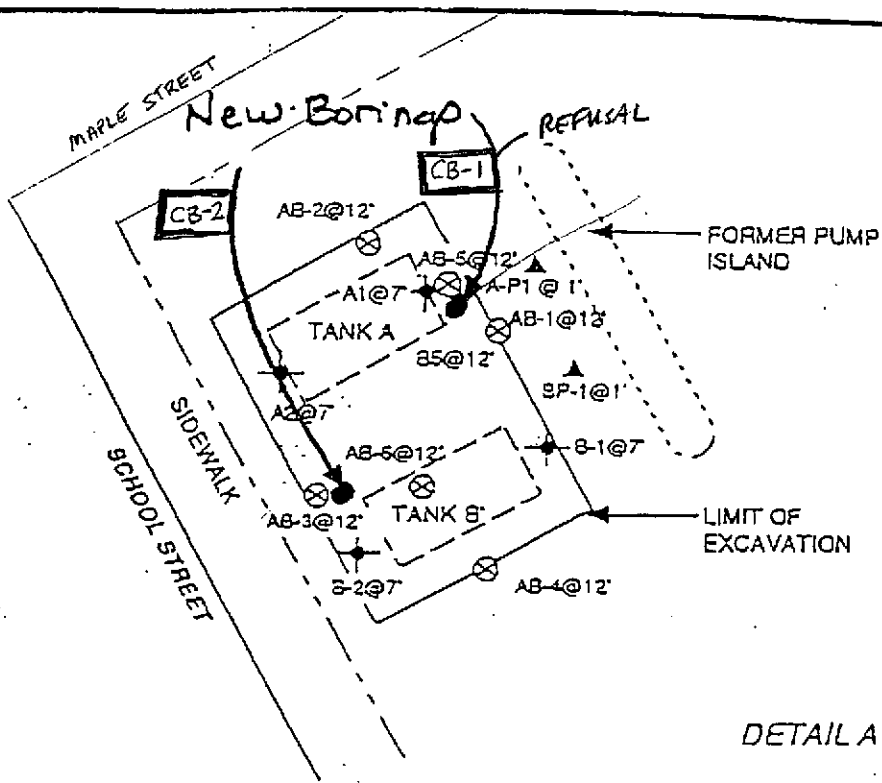 MAPLE STREET
New Borings
REFUSAL
CB-1
CB-2
AB-2@12'
FORMER PUMP
ISLAND
AB-5@12'
A1@7'
A-P1 @ 1'
TANK A
AB-1@12'
B5@12'
BP-1@1'
A2@7'
SIDEWALK
AB-5@12'
B-1@7'
SCHOOL STREET
AB-3@12'
TANK B
LIMIT OF
EXCAVATION
B-2@7'
AB-4@12'
DETAIL A